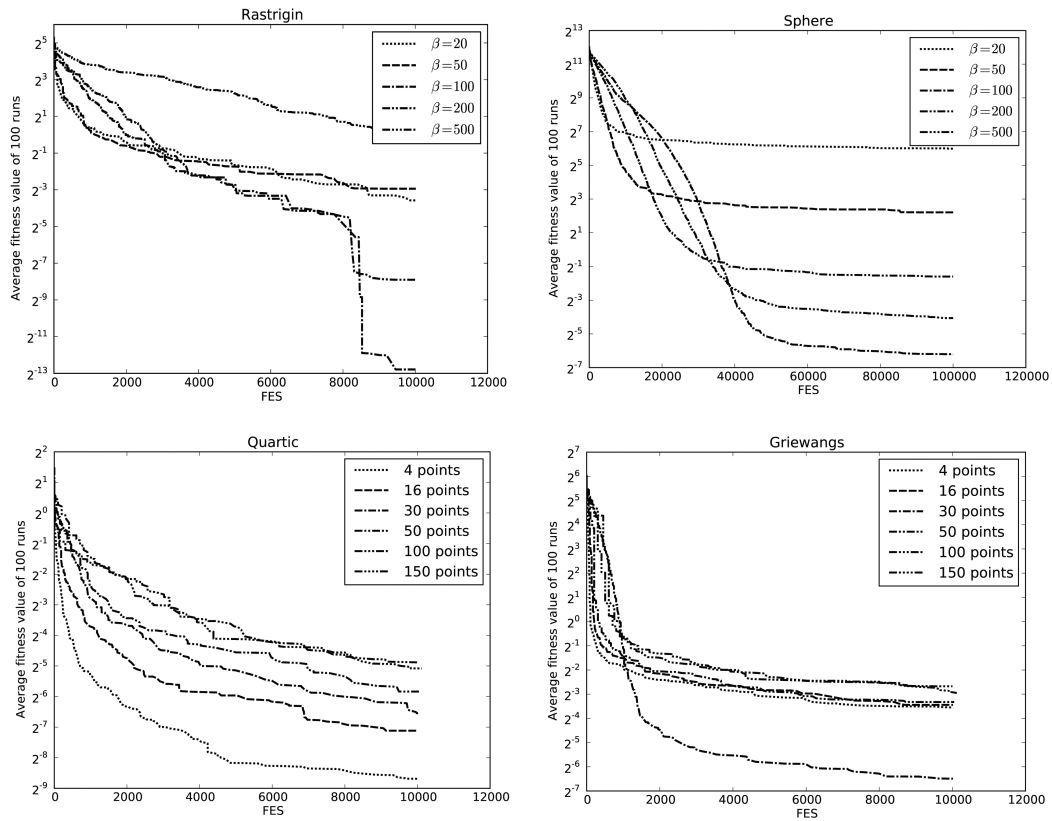 Rastrigin
Average fitness value of 100 runs
2^5
2^3
2^1
2^-1
2^-3
2^-5
2^-7
2^-9
2^-11
2^-13
0
2000
4000
6000
8000
10000
12000
FES
β=20
β=50
β=100
β=200
β=500
Sphere
Average fitness value of 100 runs
2^13
2^11
2^9
2^7
2^5
2^3
2^1
2^-1
2^-3
2^-5
2^-7
0
20000
40000
60000
80000
100000
120000
FES
β=20
β=50
β=100
β=200
β=500
Quartic
Average fitness value of 100 runs
2^2
2^1
2^0
2^-1
2^-2
2^-3
2^-4
2^-5
2^-6
2^-7
2^-8
2^-9
0
2000
4000
6000
8000
10000
12000
FES
4 points
16 points
30 points
50 points
100 points
150 points
Griewangs
Average fitness value of 100 runs
2^7
2^6
2^5
2^4
2^3
2^2
2^1
2^0
2^-1
2^-2
2^-3
2^-4
2^-5
2^-6
2^-7
0
2000
4000
6000
8000
10000
12000
FES
4 points
16 points
30 points
50 points
100 points
150 points